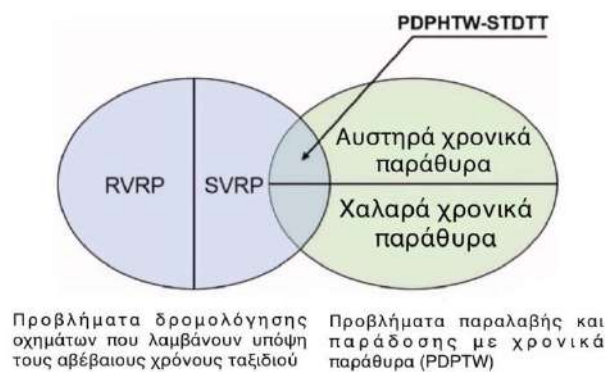 PDPHTW-STDTT
RVRP
SVRP
Αυστηρά χρονικά
παράθυρα
Χαλαρά χρονικά
παράθυρα
Προβλήματα δρομολόγησης
οχημάτων που λαμβάνουν υπόψη
τους αβέβαιους χρόνους ταξιδιού
Προβλήματα παραλαβής και
παράδοσης με χρονικά
παράθυρα (PDPTW)